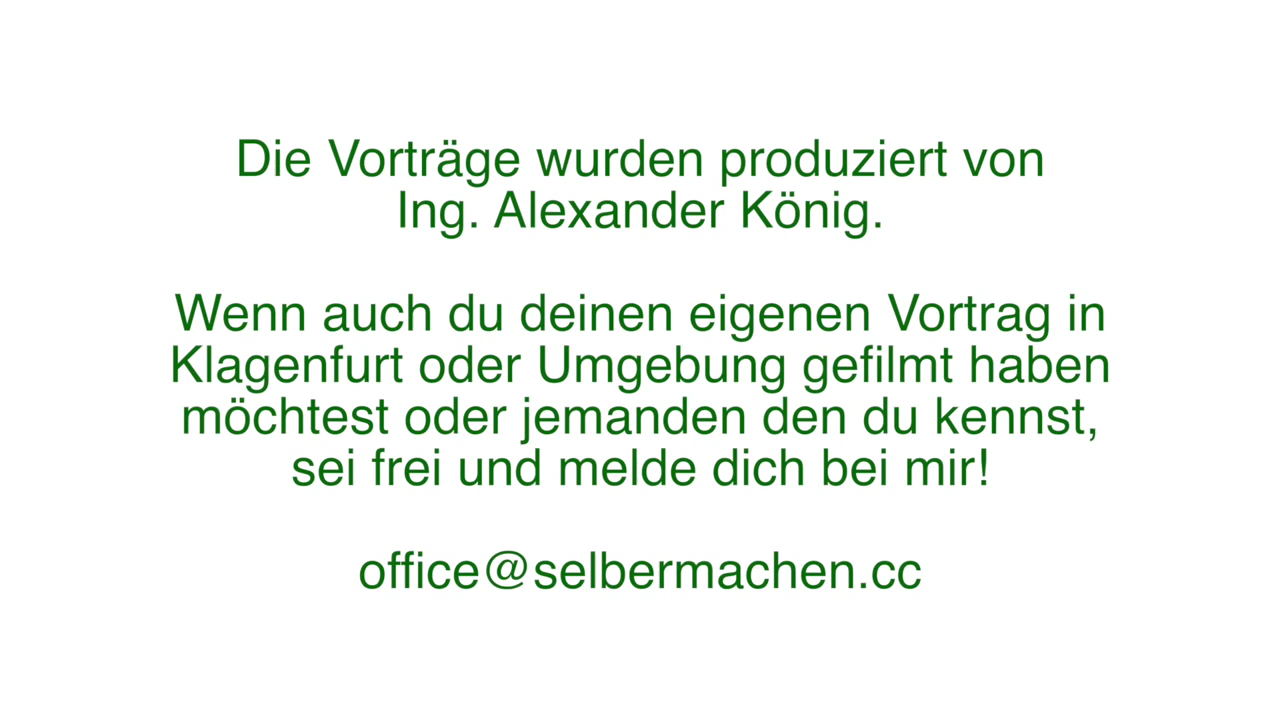 Die Vorträge wurden produziert von
Ing. Alexander König.
Wenn auch du deinen eigenen Vortrag in
Klagenfurt oder Umgebung gefilmt haben
möchtest oder jemanden den du kennst,
sei frei und melde dich bei mir!
office@selbermachen.cc